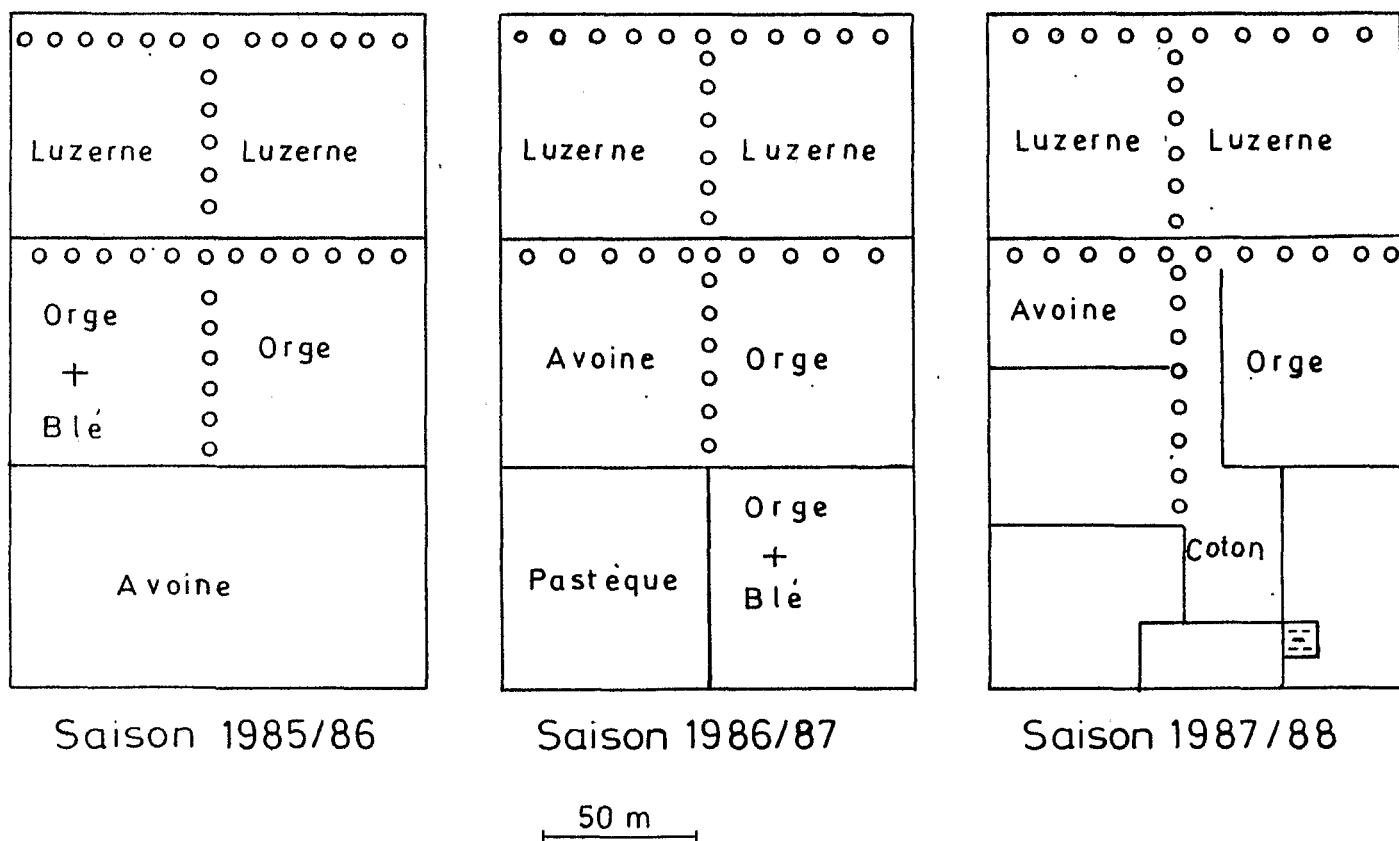 Luzerne Luzerne
Orge
+
Blé
Orge
Avoine
Saison 1985/86
Luzerne Luzerne
Avoine Orge
Pastèque
Orge
+
Blé
Saison 1986/87
Luzerne Luzerne
Avoine
Orge
Coton
Saison 1987/88
50 m